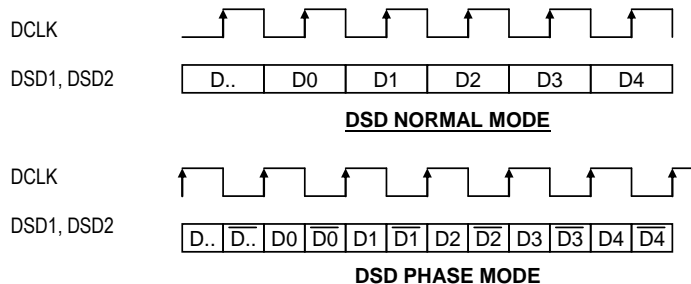 DCLK
DSD1, DSD2 D.. D0 D1 D2 D3 D4
DSD NORMAL MODE
DCLK
DSD1, DSD2 D.. D.. D0 D0 D1 D1 D2 D2 D3 D3 D4 D4
DSD PHASE MODE